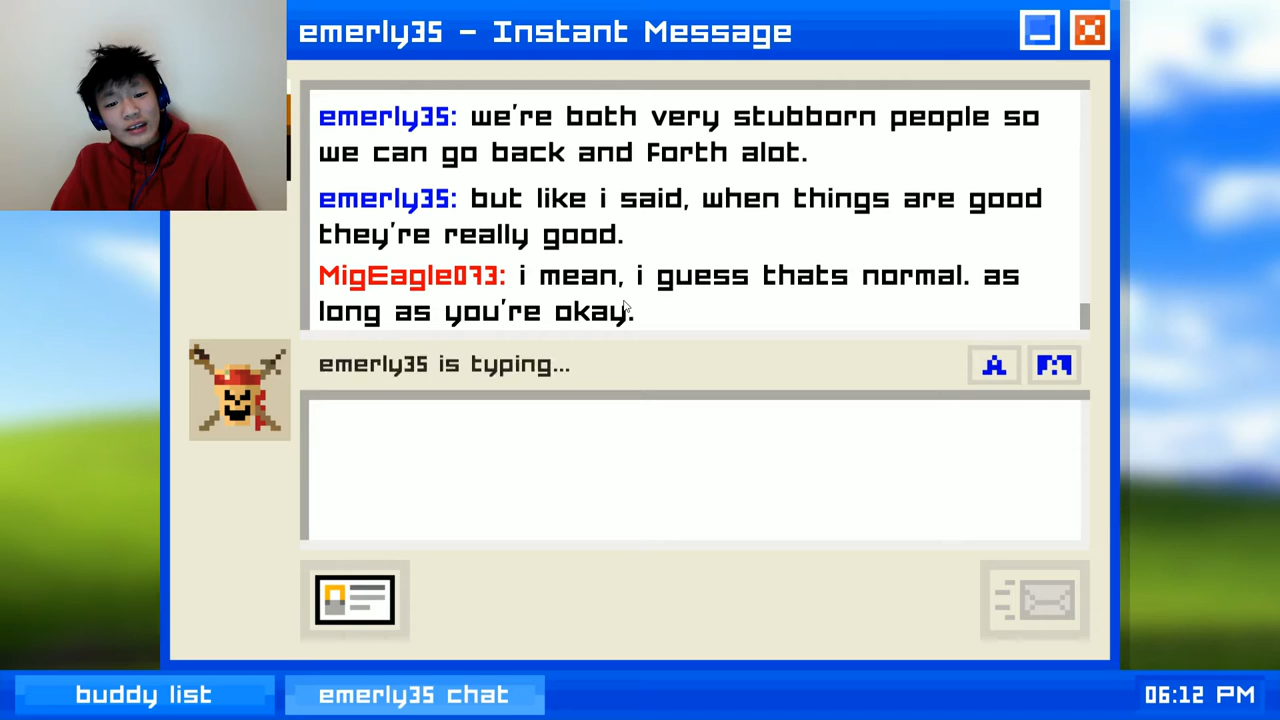 emerly35 - Instant Message
emerly35: we're both very stubborn people so
we can go back and forth alot.
emerly35: but like i said, when things are good
they're really good.
MigEagle073: i mean, i guess thats normal. as
long as you're okay.
emerly35 is typing...
A
buddy list
emerly35 chat
06:12 PM